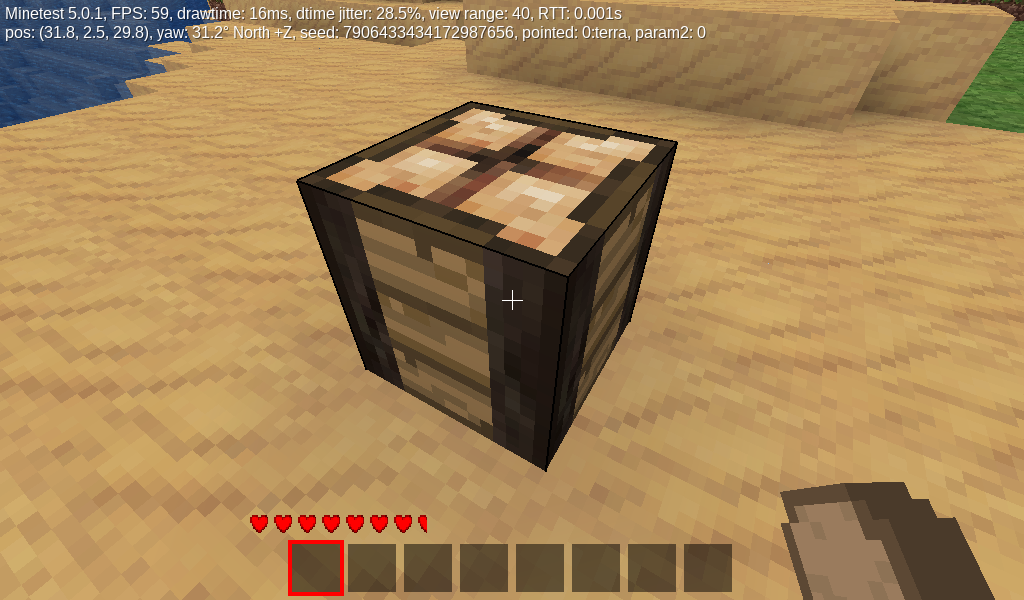 Minetest 5.0.1, FPS: 59, drawtime: 16ms, dtime jitter: 28.5%, view range: 40, RTT: 0.001s
pos: (31.8, 2.5, 29.8), yaw: 31.2° North +Z, seed: 7906433434172987656, pointed: 0:terra, param2: 0